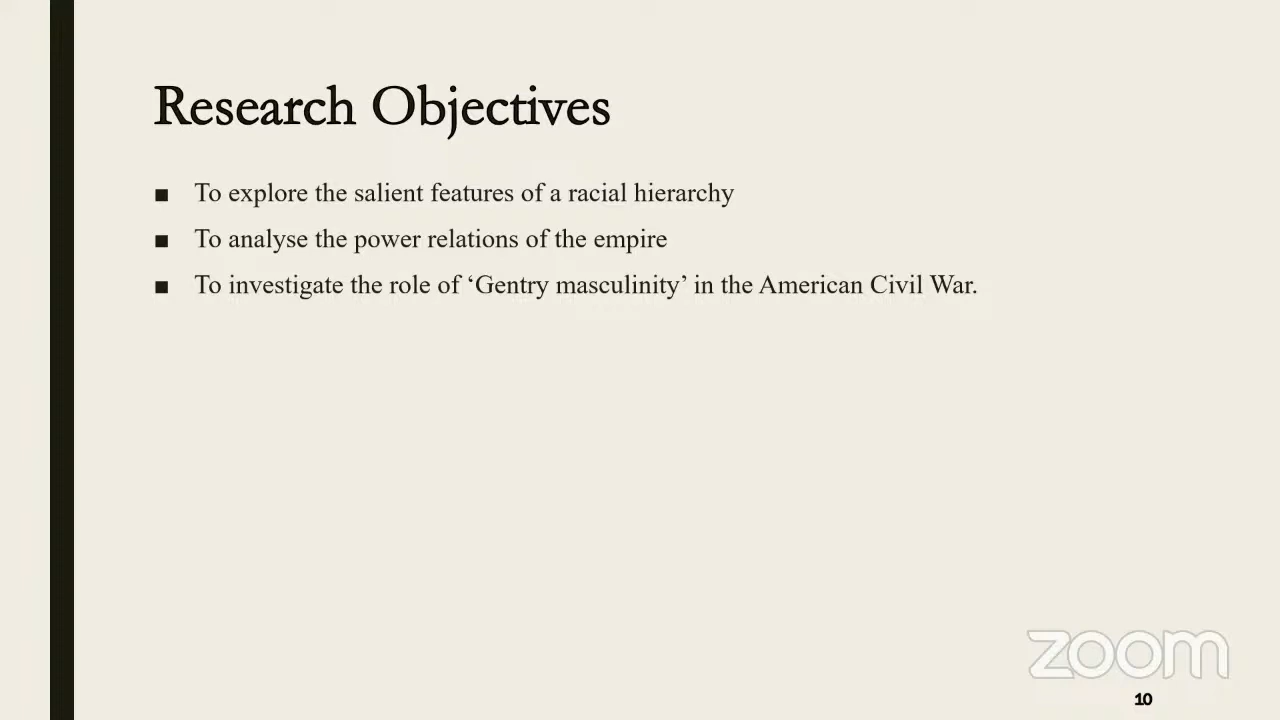 Research Objectives
■ To explore the salient features of a racial hierarchy
■ To analyse the power relations of the empire
■ To investigate the role of ‘Gentry masculinity’ in the American Civil War.
zoom
10